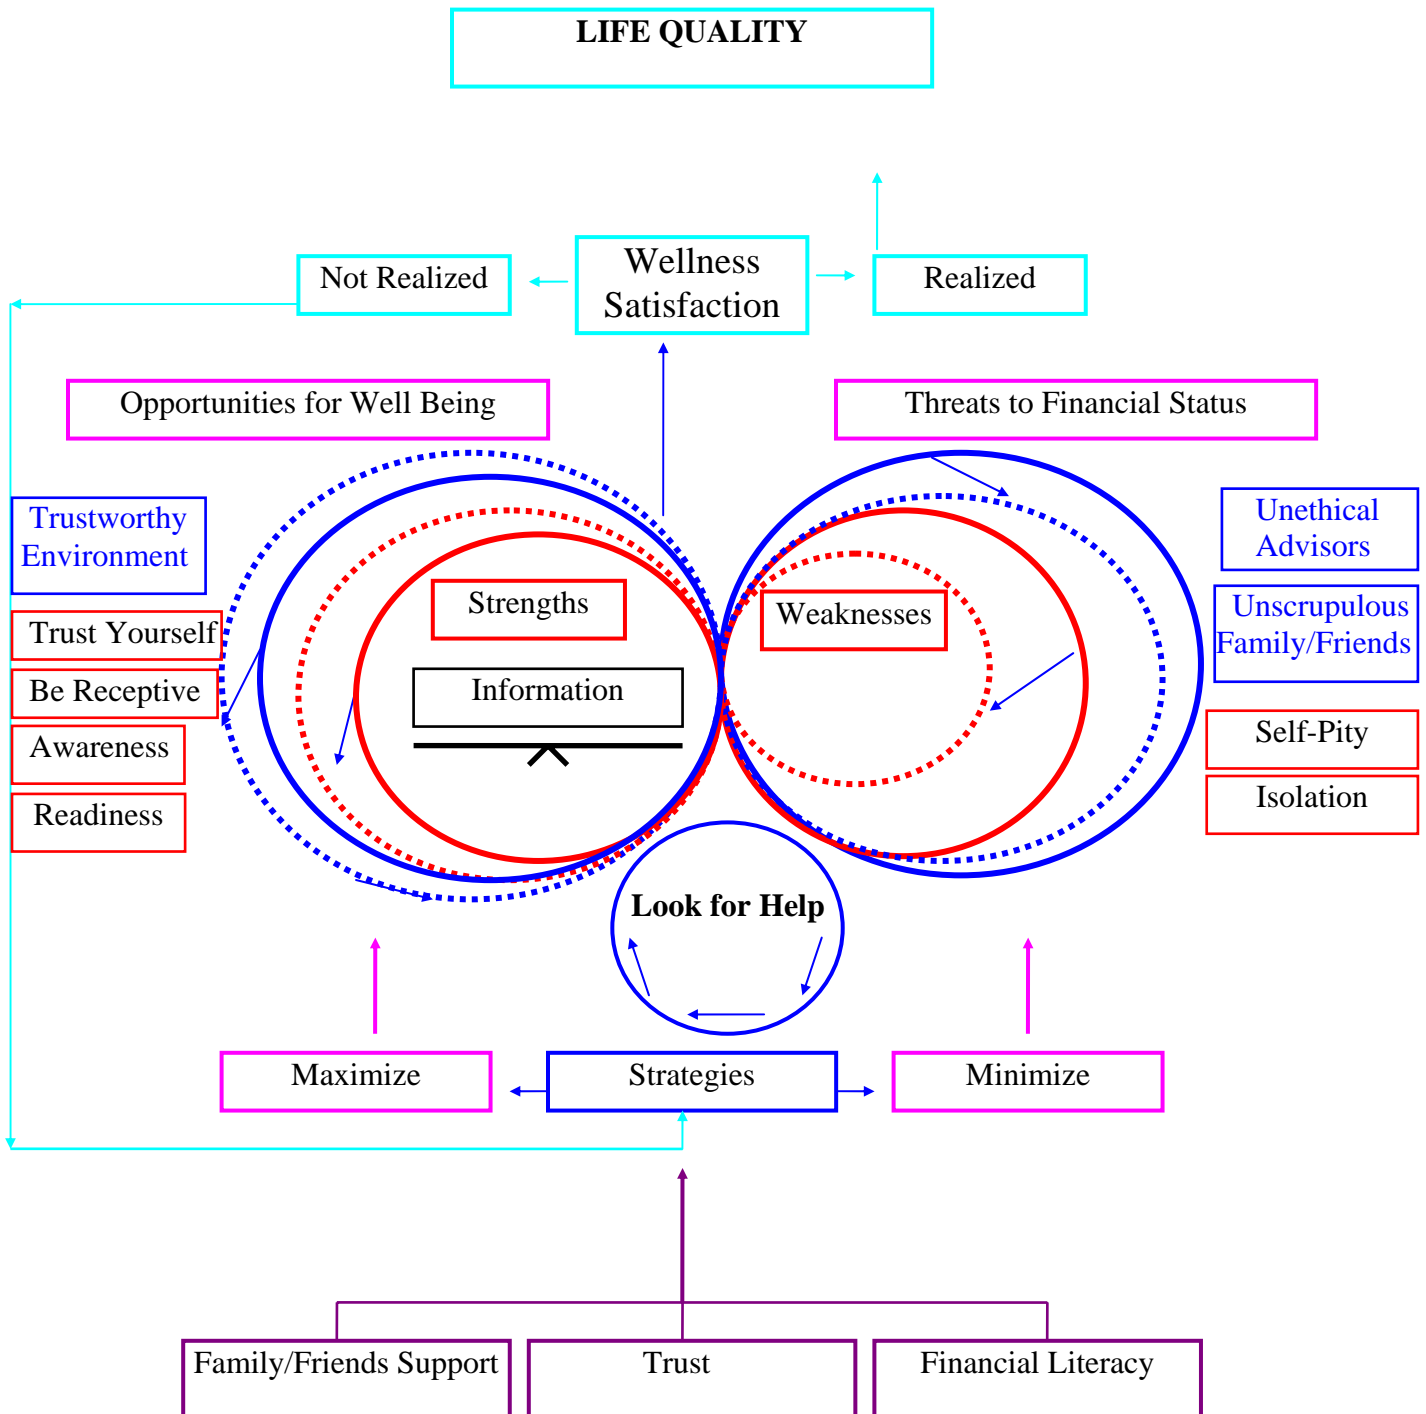 LIFE QUALITY
Not Realized
Wellness
Satisfaction
Realized
Opportunities for Well Being
Threats to Financial Status
Trustworthy
Environment
Trust Yourself
Be Receptive
Awareness
Readiness
Strengths
Information
Weaknesses
Unethical
Advisors
Unscrupulous
Family/Friends
Self-Pity
Isolation
Look for Help
Maximize
Strategies
Minimize
Family/Friends Support
Trust
Financial Literacy